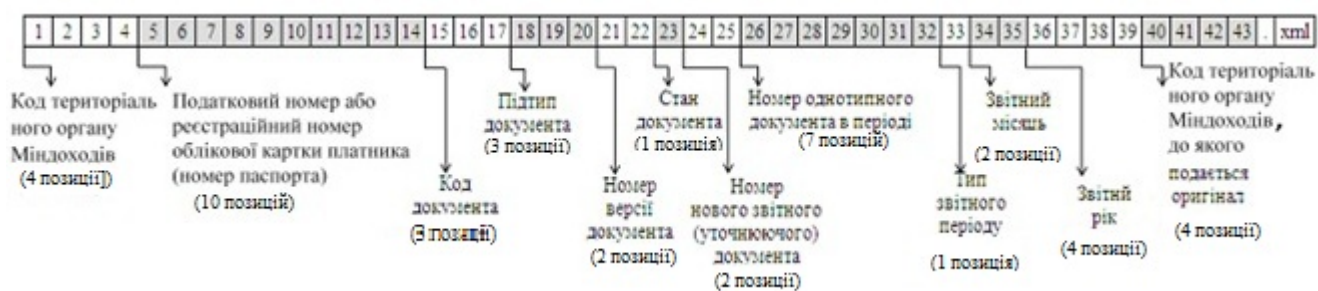 1 2 3 4 5 6 7 8 9 10 11 12 13 14 15 16 17 18 19 20 21 22 23 24 25 26 27 28 29 30 31 32 33 34 35 36 37 38 39 40 41 42 43 . xml
Код територіаль
ного органу
Міндоходів
(4 позиції])
Податковий номер або
реєстраційний номер
облікової картки платника
(номер паспорта)
(10 позицій)
Код
документа
(3 позиції)
Підтип
документа
(3 позиції)
Номер
версії
документа
(2 позиції)
Стан
документа
(1 позиція)
Номер
нового звітного
(уточнюючого)
документа
(2 позиції)
Номер однотипного
документа в періоді
(7 позицій)
Тип
звітного
періоду
(1 позиція)
Звітний
місяць
(2 позиції)
Звітній
рік
(4 позиції)
Код територіаль
ного органу
Міндоходів,
до якого
подається
оригінал
(4 позиції)